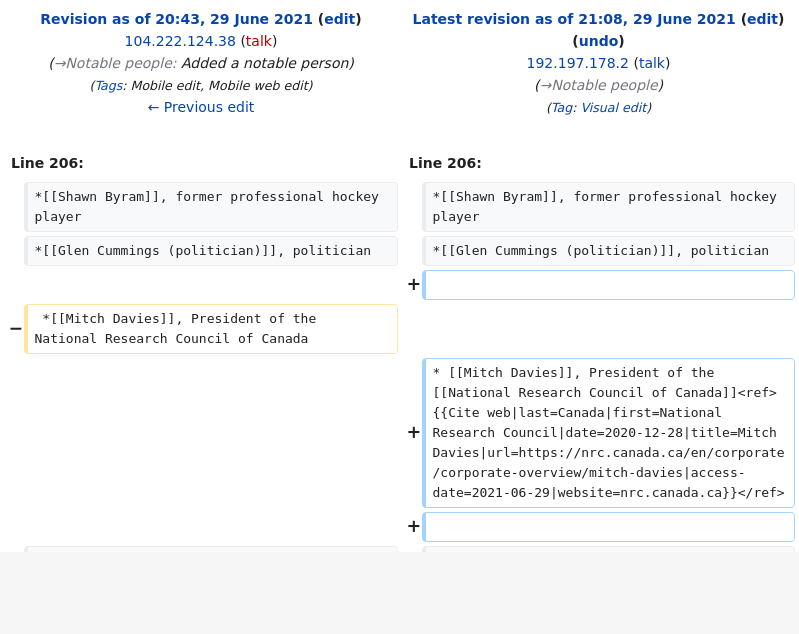 Revision as of 20:43, 29 June 2021 (edit)
104.222.124.38 (talk)
(→Notable people: Added a notable person)
(Tags: Mobile edit, Mobile web edit)
← Previous edit
Latest revision as of 21:08, 29 June 2021 (edit)
(undo)
192.197.178.2 (talk)
(→Notable people)
(Tag: Visual edit)
Line 206:
Line 206:
*[[Shawn Byram]], former professional hockey
player
*[[Shawn Byram]], former professional hockey
player
*[[Glen Cummings (politician)]], politician
*[[Glen Cummings (politician)]], politician
+
−
*[[Mitch Davies]], President of the
National Research Council of Canada
+
* [[Mitch Davies]], President of the
[[National Research Council of Canada]]<ref>
{{Cite web|last=Canada|first=National
Research Council|date=2020-12-28|title=Mitch
Davies|url=https://nrc.canada.ca/en/corporate
/corporate-overview/mitch-davies|access-
date=2021-06-29|website=nrc.canada.ca}}</ref>
+